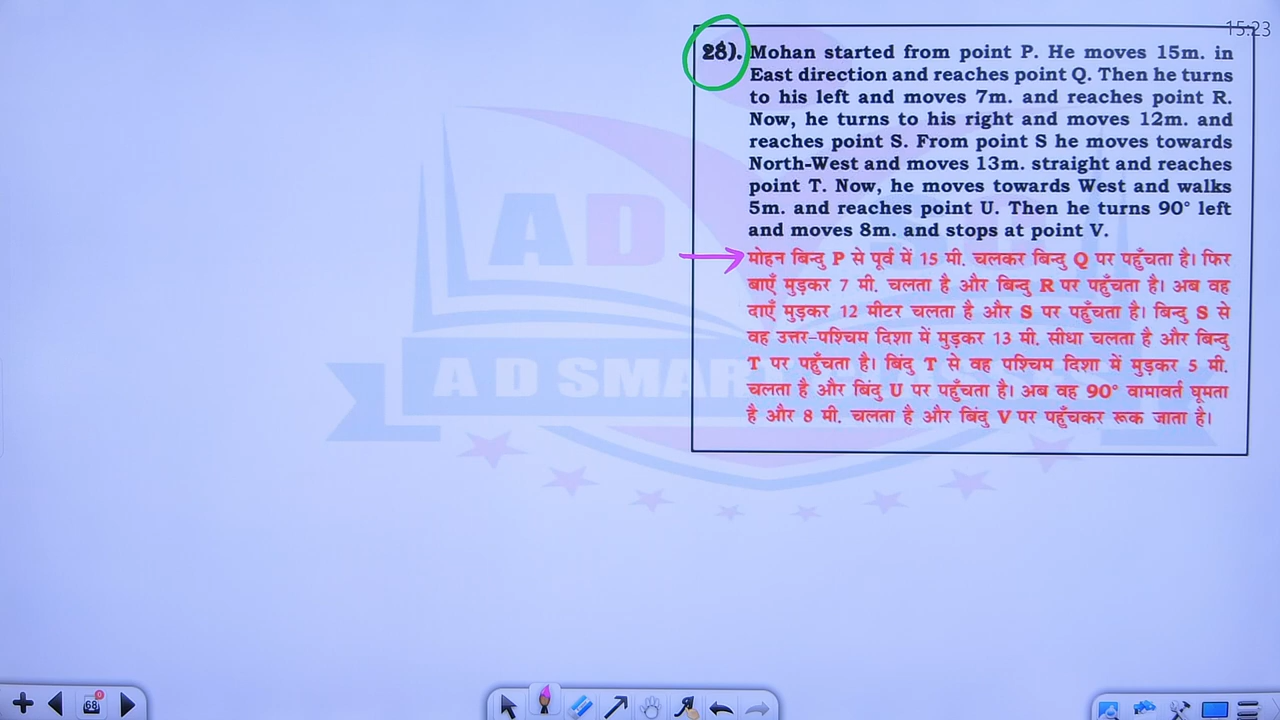 15:23
28). Mohan started from point P. He moves 15m. in
East direction and reaches point Q. Then he turns
to his left and moves 7m. and reaches point R.
Now, he turns to his right and moves 12m. and
reaches point S. From point S he moves towards
North-West and moves 13m. straight and reaches
point T. Now, he moves towards West and walks
5m. and reaches point U. Then he turns 90° left
and moves 8m. and stops at point V.
मोहन बिन्दु P से पूर्व में 15 मी. चलकर बिन्दु Q पर पहुँचता है। फिर
बाएँ मुड़कर 7 मी. चलता है और बिन्दु R पर पहुँचता है। अब वह
दाएँ मुड़कर 12 मीटर चलता है और S पर पहुँचता है। बिन्दु S से
वह उत्तर-पश्चिम दिशा में मुड़कर 13 मी. सीधा चलता है और बिन्दु
T पर पहुँचता है। बिंदु T से वह पश्चिम दिशा में मुड़कर 5 मी.
चलता है और बिंदु U पर पहुँचता है। अब वह 90° वामावर्त घूमता
है और 8 मी. चलता है और बिंदु V पर पहुँचकर रूक जाता है।
AD
A D SMAR
68